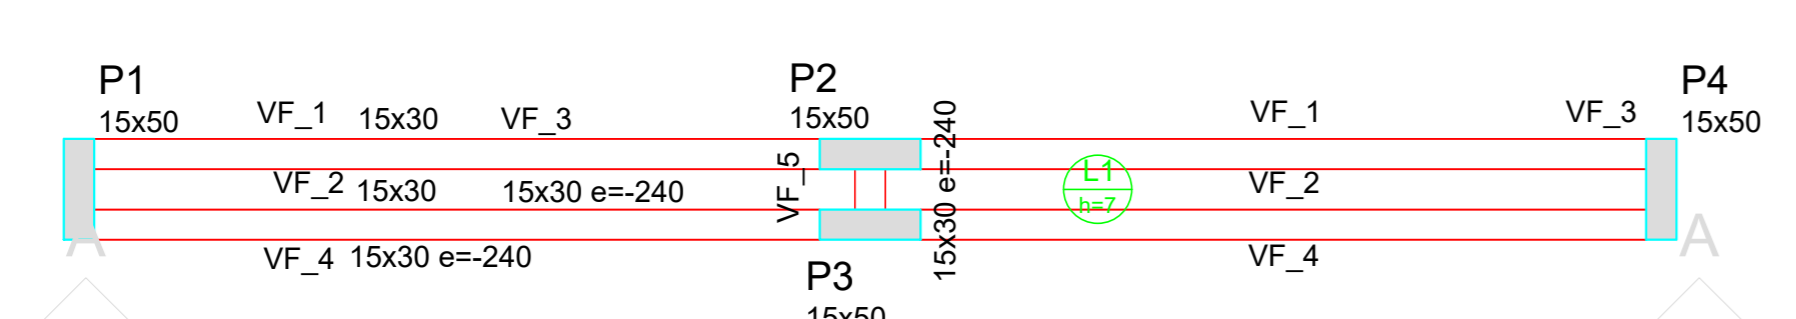 P1
15x50
VF_1 15x30 VF_3
P2
15x50
VF_1 VF_3
P4
15x50
VF_2 15x30 15x30 e=-240
VF_5
15x30 e=-240
L1
h=7
VF_2
A
A
VF_4 15x30 e=-240
VF_4
P3
15x50